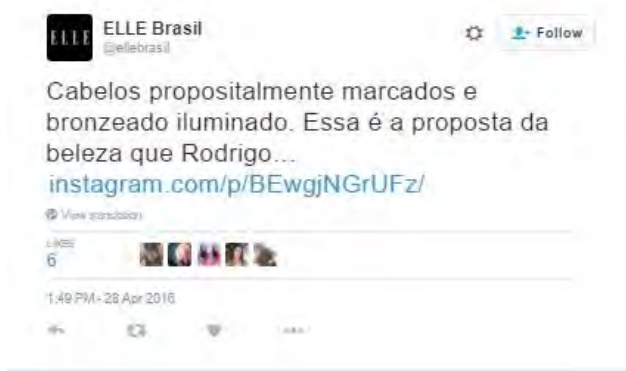 ELLE
ELLE Brasil
@ellebrasil
Follow
Cabelos propositalmente marcados e
bronzeado iluminado. Essa é a proposta da
beleza que Rodrigo...
instagram.com/p/BEwgjNGrUFz/
View translation
LIKES
6
1:49 PM - 28 Apr 2016